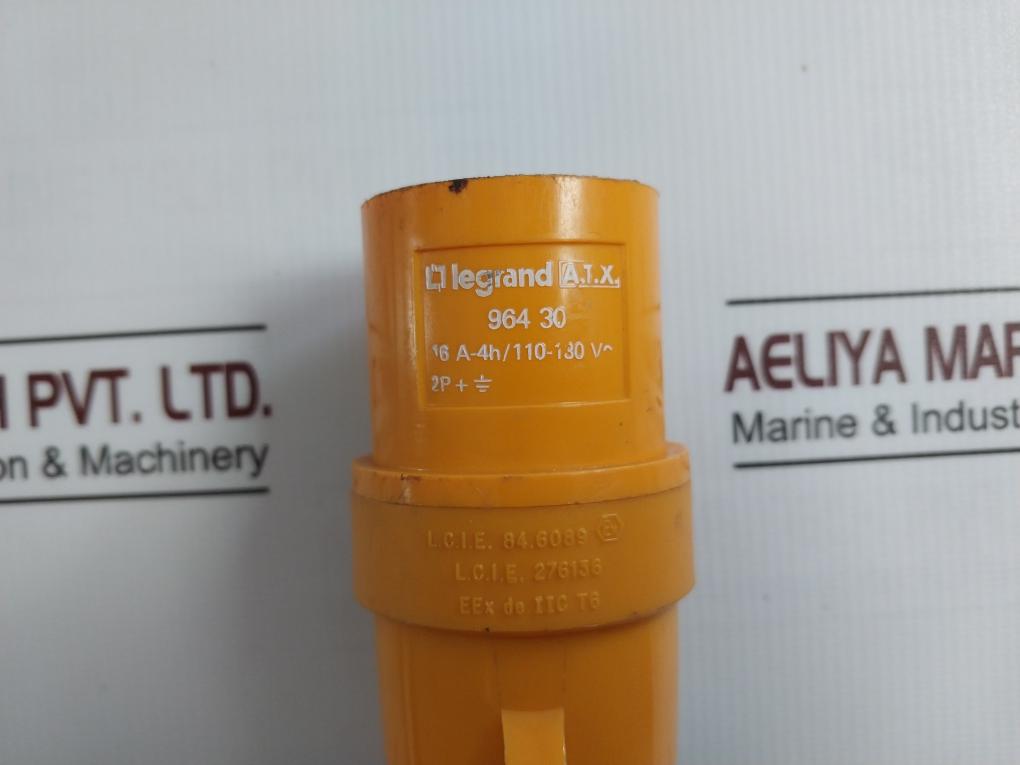 legrand A.T.X.
964 30
16 A-4h/110-130 V~
2P + ⏚
L.C.I.E. 84.6089
L.C.I.E. 276136
EEx de IIC T6
PVT. LTD.
& Machinery
AELIYA MAR
Marine & Indust